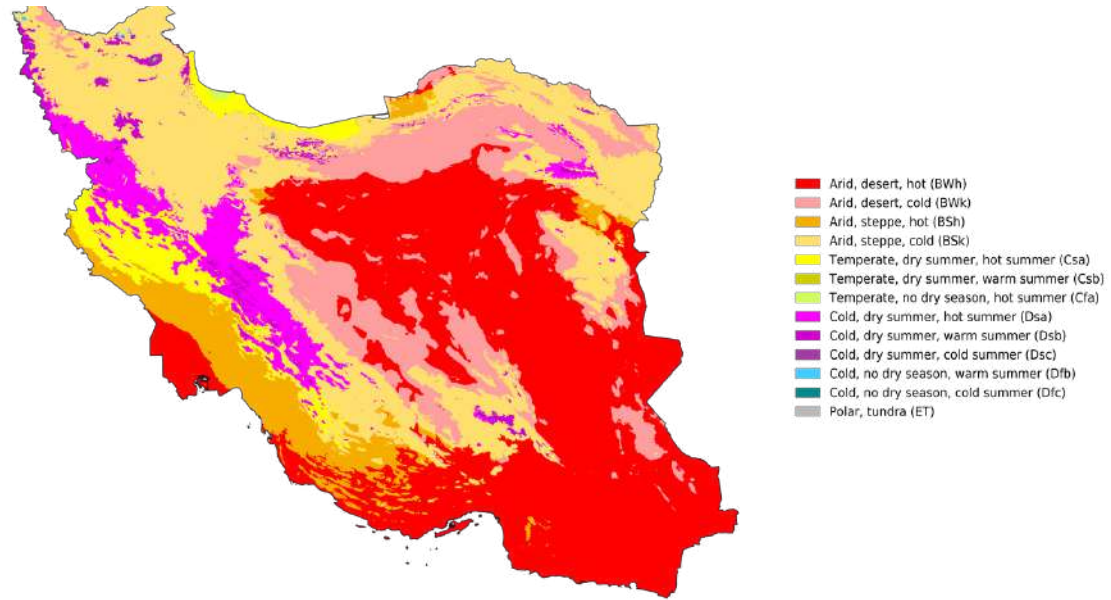 Arid, desert, hot (BWh)
Arid, desert, cold (BWk)
Arid, steppe, hot (BSh)
Arid, steppe, cold (BSk)
Temperate, dry summer, hot summer (Csa)
Temperate, dry summer, warm summer (Csb)
Temperate, no dry season, hot summer (Cfa)
Cold, dry summer, hot summer (Dsa)
Cold, dry summer, warm summer (Dsb)
Cold, dry summer, cold summer (Dsc)
Cold, no dry season, warm summer (Dfb)
Cold, no dry season, cold summer (Dfc)
Polar, tundra (ET)